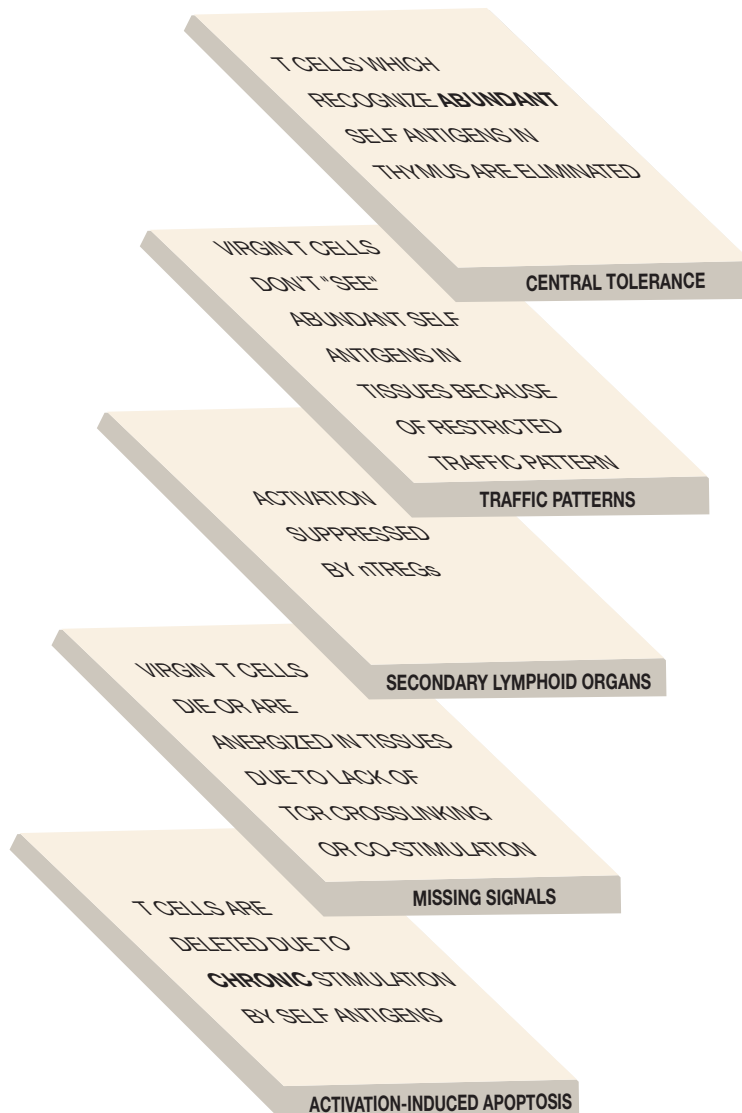 T CELLS WHICH
RECOGNIZE ABUNDANT
SELF ANTIGENS IN
THYMUS ARE ELIMINATED
CENTRAL TOLERANCE
VIRGIN T CELLS
DON'T "SEE"
ABUNDANT SELF
ANTIGENS IN
TISSUES BECAUSE
OF RESTRICTED
TRAFFIC PATTERN
TRAFFIC PATTERNS
ACTIVATION
SUPPRESSED
BY nTREGs
SECONDARY LYMPHOID ORGANS
VIRGIN T CELLS
DIE OR ARE
ANERGIZED IN TISSUES
DUE TO LACK OF
TCR CROSSLINKING
OR CO-STIMULATION
MISSING SIGNALS
T CELLS ARE
DELETED DUE TO
CHRONIC STIMULATION
BY SELF ANTIGENS
ACTIVATION-INDUCED APOPTOSIS